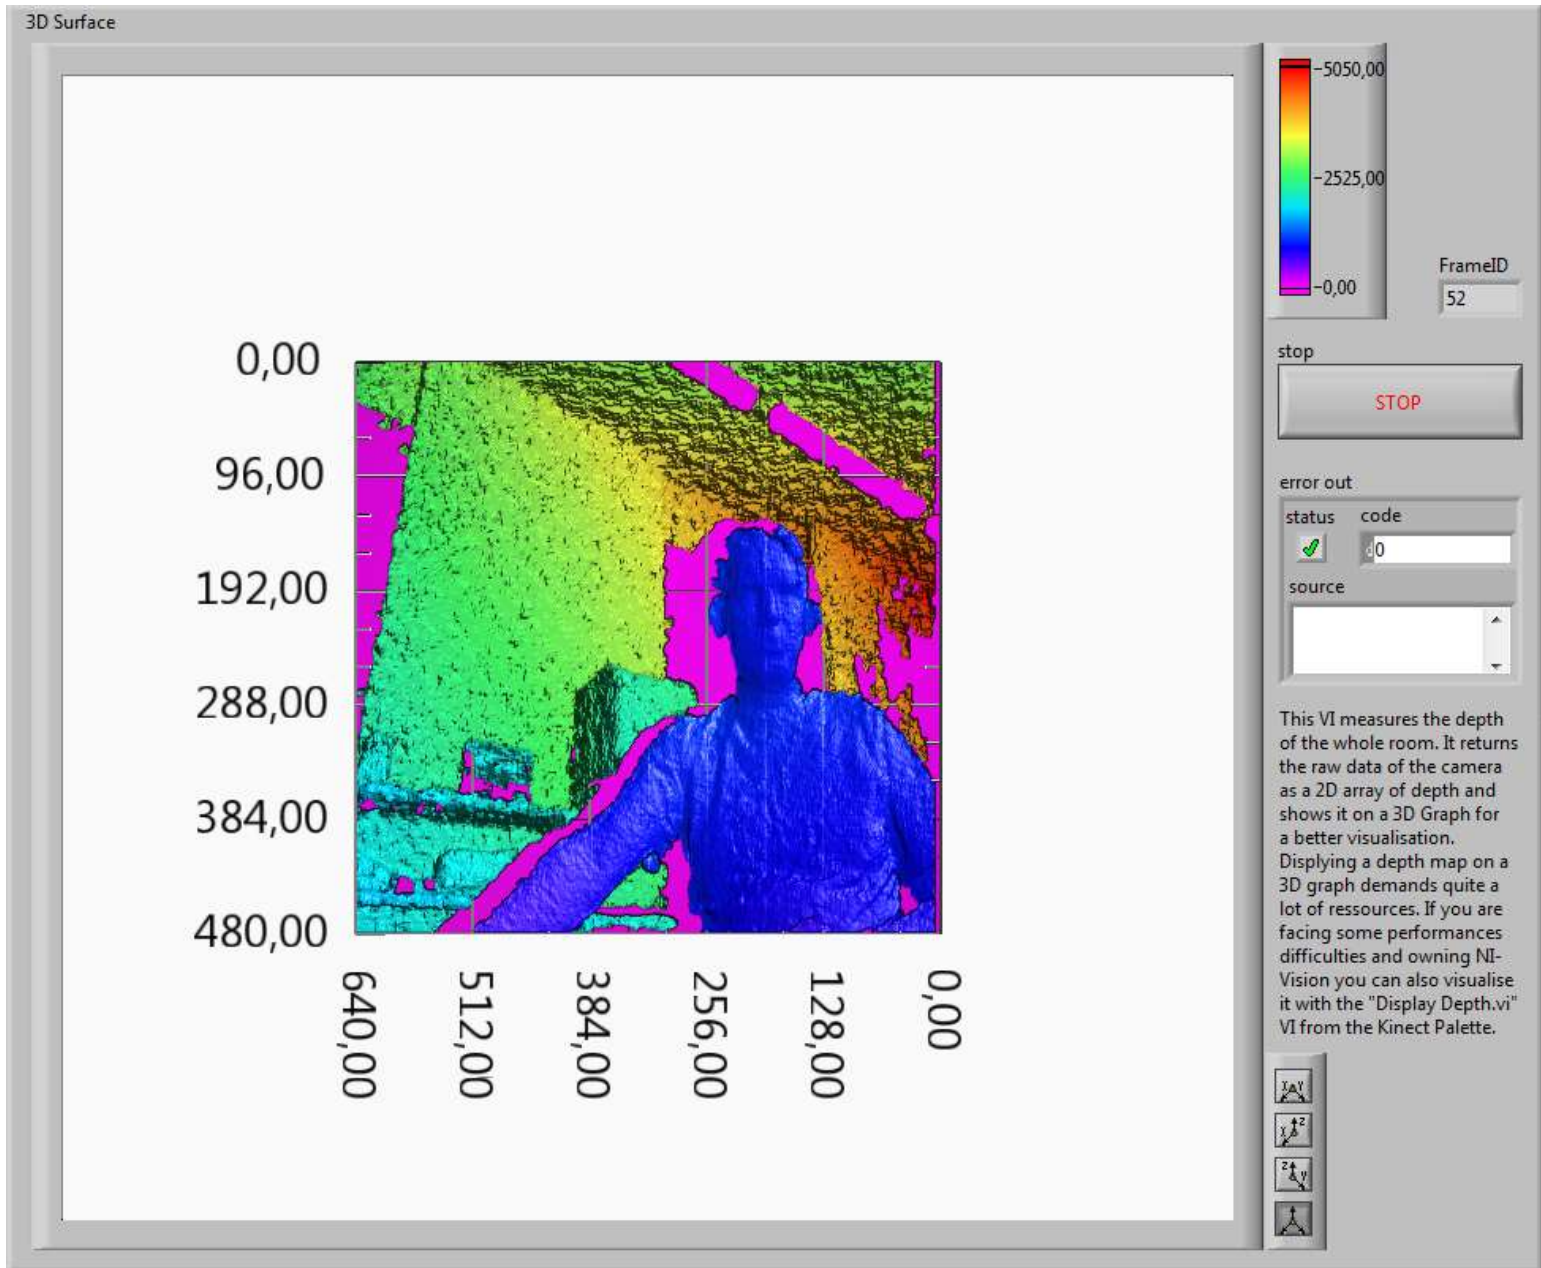 3D Surface
5050,00
2525,00
0,00
FrameID
52
stop
STOP
error out
status code
d0
source
This VI measures the depth
of the whole room. It returns
the raw data of the camera
as a 2D array of depth and
shows it on a 3D Graph for
a better visualisation.
Displying a depth map on a
3D graph demands quite a
lot of ressources. If you are
facing some performances
difficulties and owning NI-
Vision you can also visualise
it with the "Display Depth.vi"
VI from the Kinect Palette.
0,00
96,00
192,00
288,00
384,00
480,00
640,00
512,00
384,00
256,00
128,00
0,00
X Y
X Z
Z Y